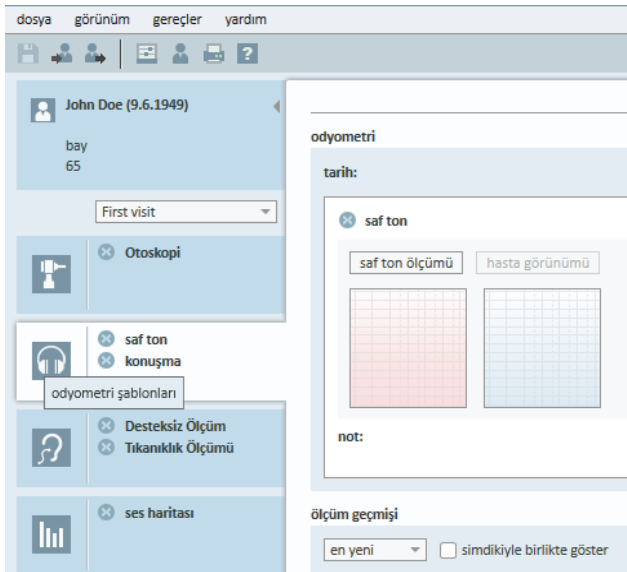 dosya görünüm gereçler yardım
?
John Doe (9.6.1949)
bay
65
First visit
Otoskopi
saf ton
konuşma
odyometri şablonları
Desteksiz Ölçüm
Tıkanıklık Ölçümü
ses haritası
odyometri
tarih:
saf ton
saf ton ölçümü hasta görünümü
not:
ölçüm geçmişi
en yeni simdikiyle birlikte göster